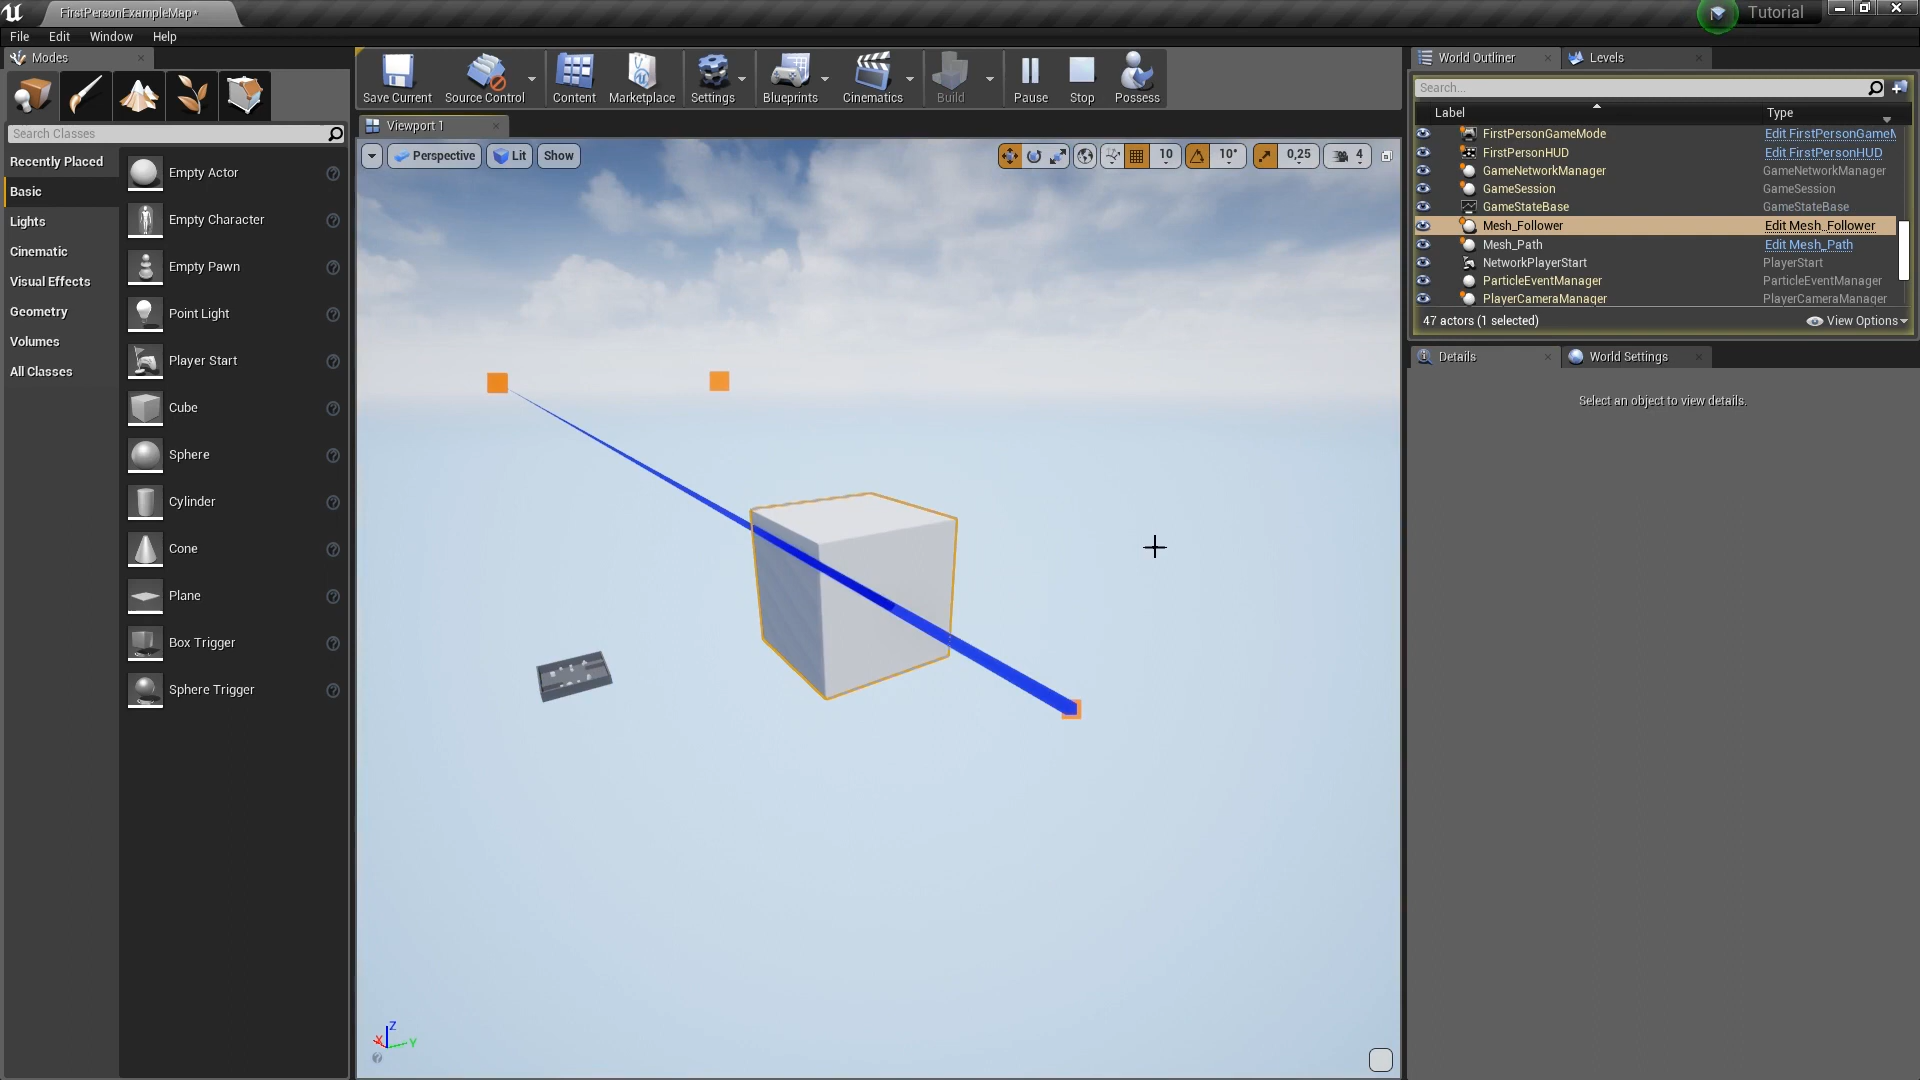 FirstPersonExampleMap*
Tutorial
File Edit Window Help
Modes
Search Classes
Recently Placed
Basic
Lights
Cinematic
Visual Effects
Geometry
Volumes
All Classes
Empty Actor
Empty Character
Empty Pawn
Point Light
Player Start
Cube
Sphere
Cylinder
Cone
Plane
Box Trigger
Sphere Trigger
Save Current Source Control Content Marketplace Settings Blueprints Cinematics Build Pause Stop Possess
Viewport 1
Perspective Lit Show 10 10° 0,25 4
X Z Y
World Outliner Levels
Search...
Label Type
FirstPersonGameMode Edit FirstPersonGameM
FirstPersonHUD Edit FirstPersonHUD
GameNetworkManager GameNetworkManager
GameSession GameSession
GameStateBase GameStateBase
Mesh_Follower Edit Mesh_Follower
Mesh_Path Edit Mesh_Path
NetworkPlayerStart PlayerStart
ParticleEventManager ParticleEventManager
PlayerCameraManager PlayerCameraManager
47 actors (1 selected) View Options
Details World Settings
Select an object to view details.